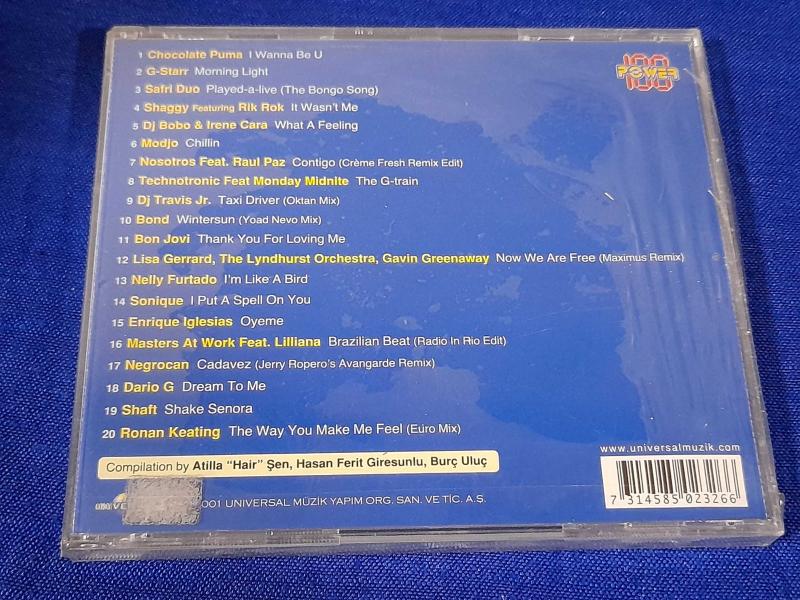 1 Chocolate Puma I Wanna Be U
2 G-Starr Morning Light
3 Safri Duo Played-a-live (The Bongo Song)
4 Shaggy Featuring Rik Rok It Wasn't Me
5 Dj Bobo & Irene Cara What A Feeling
6 Modjo Chillin
7 Nosotros Feat. Raul Paz Contigo (Crème Fresh Remix Edit)
8 Technotronic Feat Monday Midnite The G-train
9 Dj Travis Jr. Taxi Driver (Oktan Mix)
10 Bond Wintersun (Yoad Nevo Mix)
11 Bon Jovi Thank You For Loving Me
12 Lisa Gerrard, The Lyndhurst Orchestra, Gavin Greenaway Now We Are Free (Maximus Remix)
13 Nelly Furtado I'm Like A Bird
14 Sonique I Put A Spell On You
15 Enrique Iglesias Oyeme
16 Masters At Work Feat. Lilliana Brazilian Beat (Radio In Rio Edit)
17 Negrocan Cadavez (Jerry Ropero's Avangarde Remix)
18 Dario G Dream To Me
19 Shaft Shake Senora
20 Ronan Keating The Way You Make Me Feel (Euro Mix)
100
POWER
Compilation by Atilla "Hair" Şen, Hasan Ferit Giresunlu, Burç Uluç
www.universalmuzik.com
7 314585 023266
001 UNIVERSAL MÜZİK YAPIM ORG. SAN. VE TİC. A.Ş.